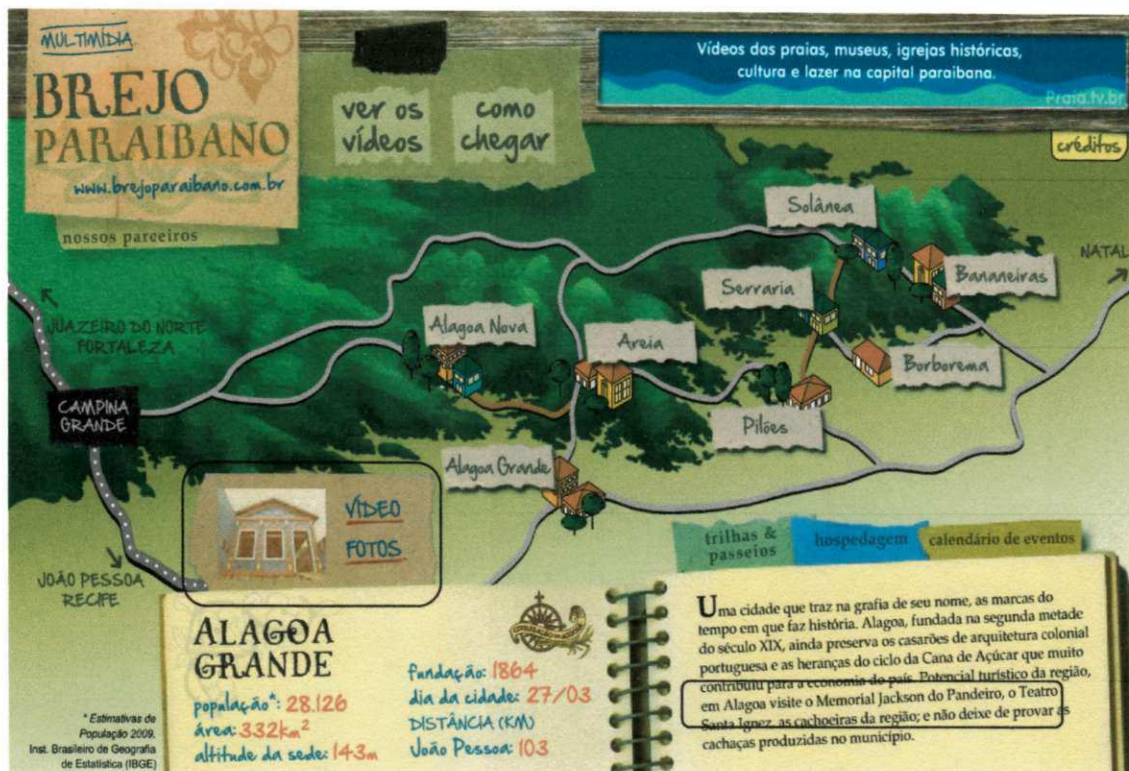 MULTIMÍDIA
BREJO
PARAIBANO
www.brejoparaibano.com.br
nossos parceiros
ver os
vídeos
como
chegar
Vídeos das praias, museus, igrejas históricas,
cultura e lazer na capital paraibana.
Praia.tv.br
créditos
Solânea
NATAL
Serraria
Bananeiras
JUAZEIRO DO NORTE
FORTALEZA
Alagoa Nova
Areia
Borborema
CAMPINA
GRANDE
Pilões
Alagoa Grande
VÍDEO
FOTOS
JOÃO PESSOA
RECIFE
trilhas &
passeios
hospedagem
calendário de eventos
ALAGOA
GRANDE
população*: 28.126
área: 332km²
altitude da sede: 143m
fundação: 1864
dia da cidade: 27/03
DISTÂNCIA (KM)
João Pessoa: 103
* Estimativas de
População 2009.
Inst. Brasileiro de Geografia
de Estatística (IBGE)
Uma cidade que traz na grafia de seu nome, as marcas do
tempo em que faz história. Alagoa, fundada na segunda metade
do século XIX, ainda preserva os casarões de arquitetura colonial
portuguesa e as heranças do ciclo da Cana de Açúcar que muito
contribuiu para a economia do país. Potencial turístico da região,
em Alagoa visite o Memorial Jackson do Pandeiro, o Teatro
Santa Ignez, as cachoeiras da região; e não deixe de provar as
cachaças produzidas no município.